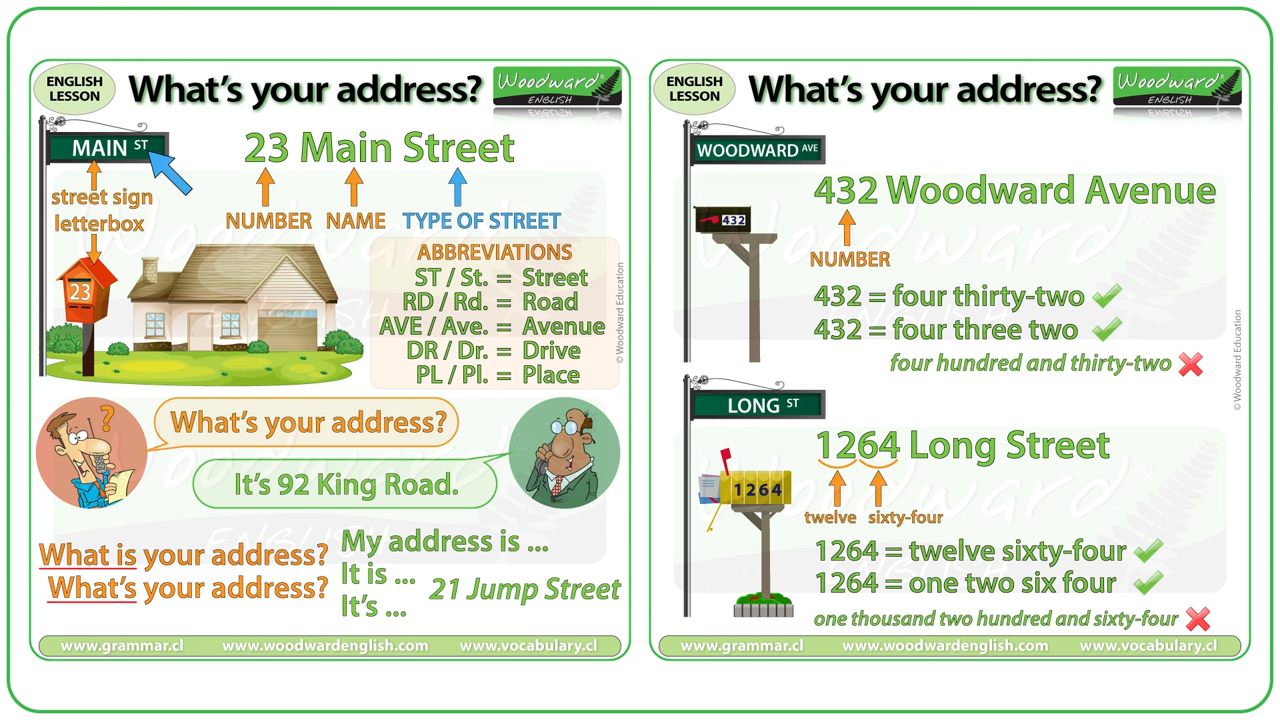 ENGLISH
LESSON
What's your address?
Woodward®
ENGLISH
MAIN ST
23 Main Street
street sign
letterbox
NUMBER NAME TYPE OF STREET
23
ABBREVIATIONS
ST / St. = Street
RD / Rd. = Road
AVE / Ave. = Avenue
DR / Dr. = Drive
PL / Pl. = Place
© Woodward Education
?
What's your address?
It's 92 King Road.
What is your address?
What's your address?
My address is ...
It is ...
It's ...
21 Jump Street
www.grammar.cl www.woodwardenglish.com www.vocabulary.cl
ENGLISH
LESSON
What's your address?
Woodward®
ENGLISH
WOODWARD AVE
432 Woodward Avenue
432
NUMBER
432 = four thirty-two
432 = four three two
four hundred and thirty-two
© Woodward Education
LONG ST
1264 Long Street
1264
twelve sixty-four
1264 = twelve sixty-four
1264 = one two six four
one thousand two hundred and sixty-four
www.grammar.cl www.woodwardenglish.com www.vocabulary.cl